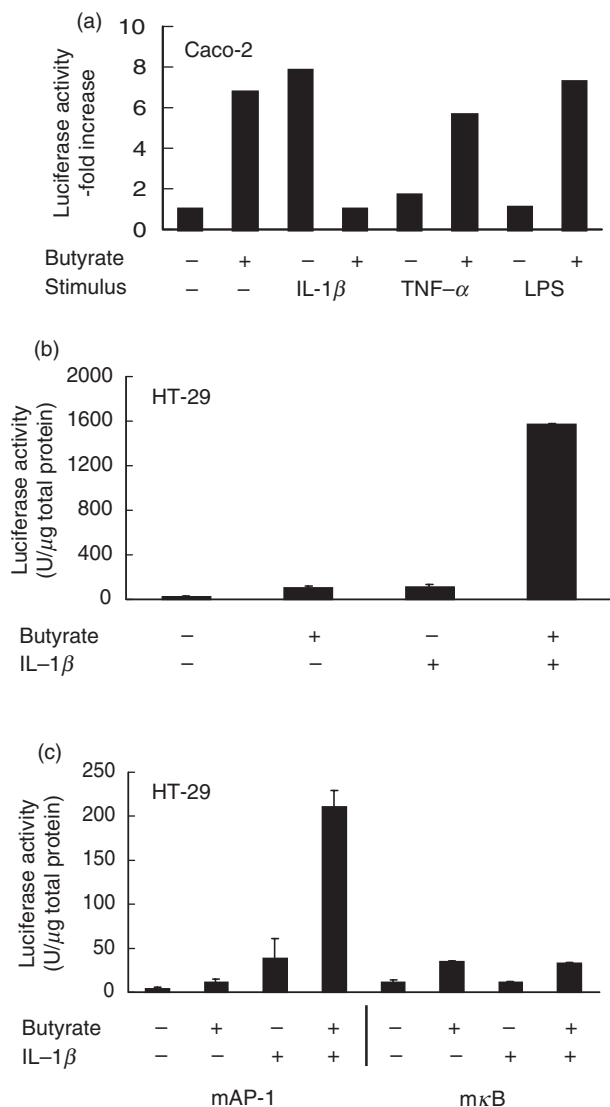 (a)
Caco-2
Luciferase activity
-fold increase
10
8
6
4
2
0
Butyrate – + – + – + – +
Stimulus – – IL-1β TNF–α LPS
(b)
HT-29
Luciferase activity
(U/μg total protein)
2000
1600
1200
800
400
0
Butyrate – + – +
IL–1β – – + +
(c)
HT-29
Luciferase activity
(U/μg total protein)
250
200
150
100
50
0
Butyrate – + – + – + – +
IL–1β – – + + – – + +
mAP-1 mκB